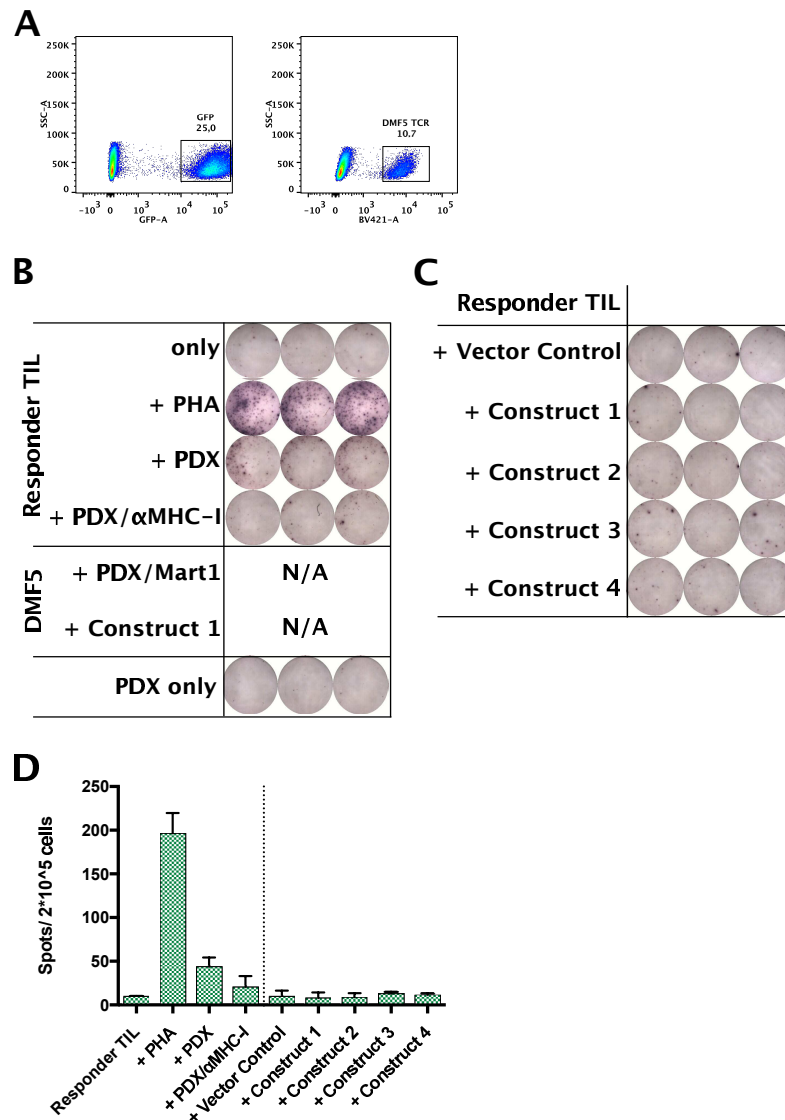 A
250K
200K
150K
100K
50K
0
SSC-A
GFP
25,0
-10^3 0 10^3 10^4 10^5
GFP-A
250K
200K
150K
100K
50K
0
SSC-A
DMF5 TCR
10.7
-10^3 0 10^3 10^4 10^5
BV421-A
B
Responder TIL
only
+ PHA
+ PDX
+ PDX/αMHC-I
DMF5
+ PDX/Mart1 N/A
+ Construct 1 N/A
PDX only
C
Responder TIL
+ Vector Control
+ Construct 1
+ Construct 2
+ Construct 3
+ Construct 4
D
Spots/ 2*10^5 cells
250
200
150
100
50
0
Responder TIL
+ PHA
+ PDX
+ PDX/αMHC-I
+ Vector Control
+ Construct 1
+ Construct 2
+ Construct 3
+ Construct 4